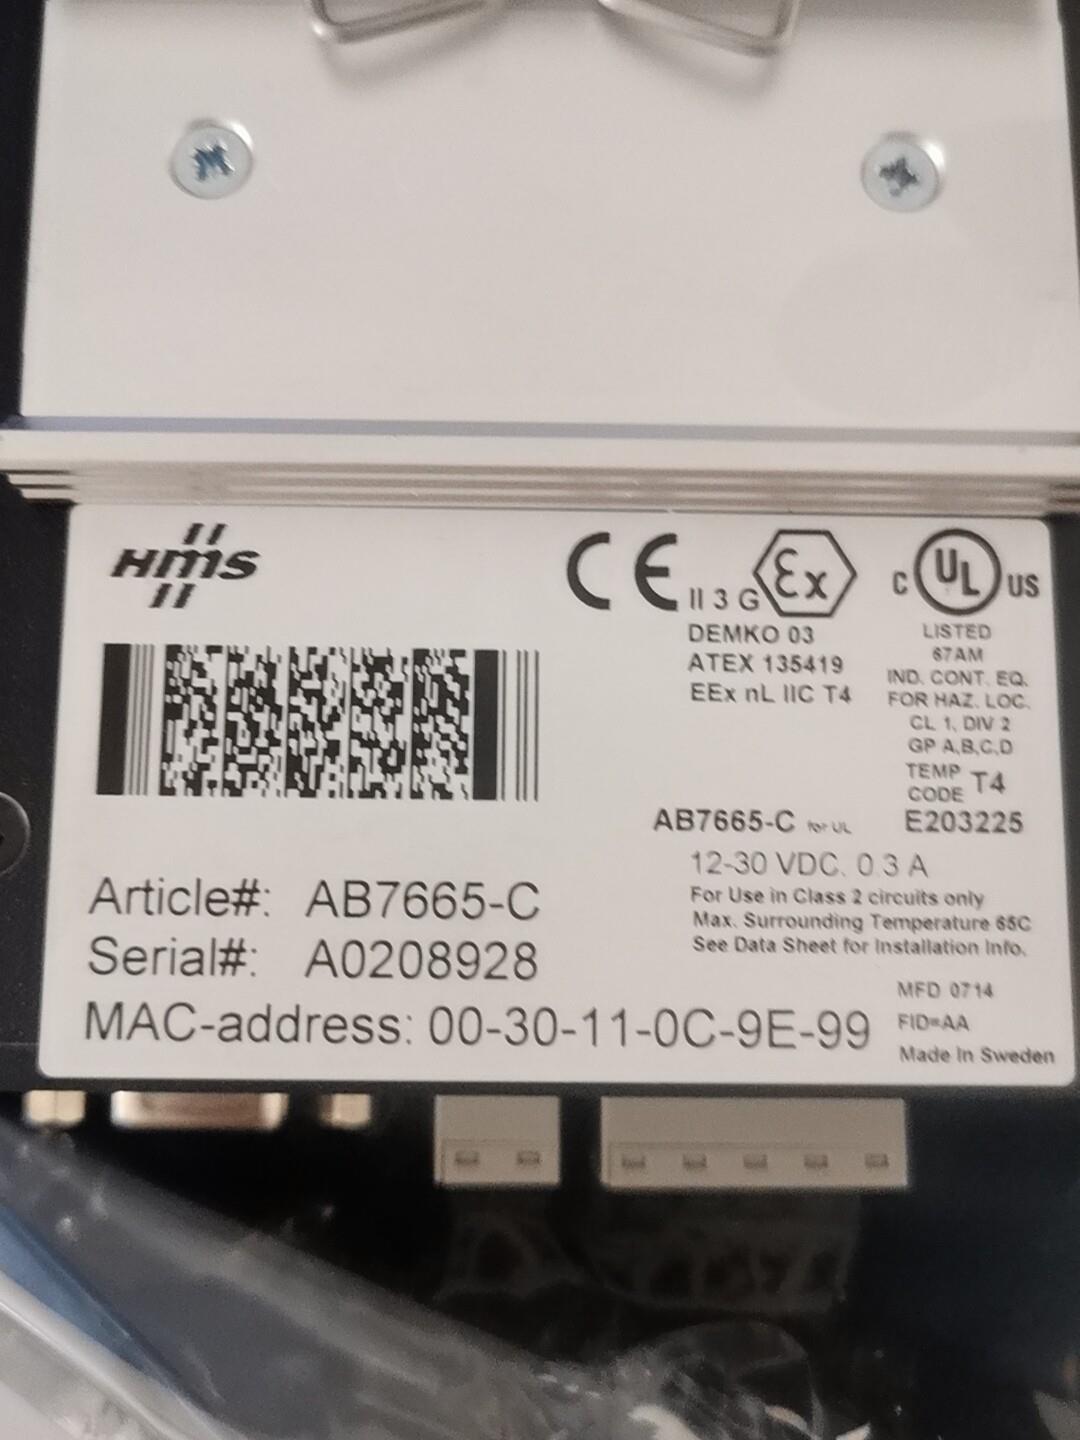 HMS
CE
II 3 G Ex
C UL US
DEMKO 03
ATEX 135419
EEx nL IIC T4
LISTED
67AM
IND. CONT. EQ.
FOR HAZ. LOC.
CL 1, DIV 2
GP A,B,C,D
TEMP
CODE T4
AB7665-C for UL E203225
12-30 VDC, 0.3 A
For Use in Class 2 circuits only
Max. Surrounding Temperature 65C
See Data Sheet for Installation Info.
Article#: AB7665-C
Serial#: A0208928
MAC-address: 00-30-11-0C-9E-99
MFD 0714
FID=AA
Made In Sweden